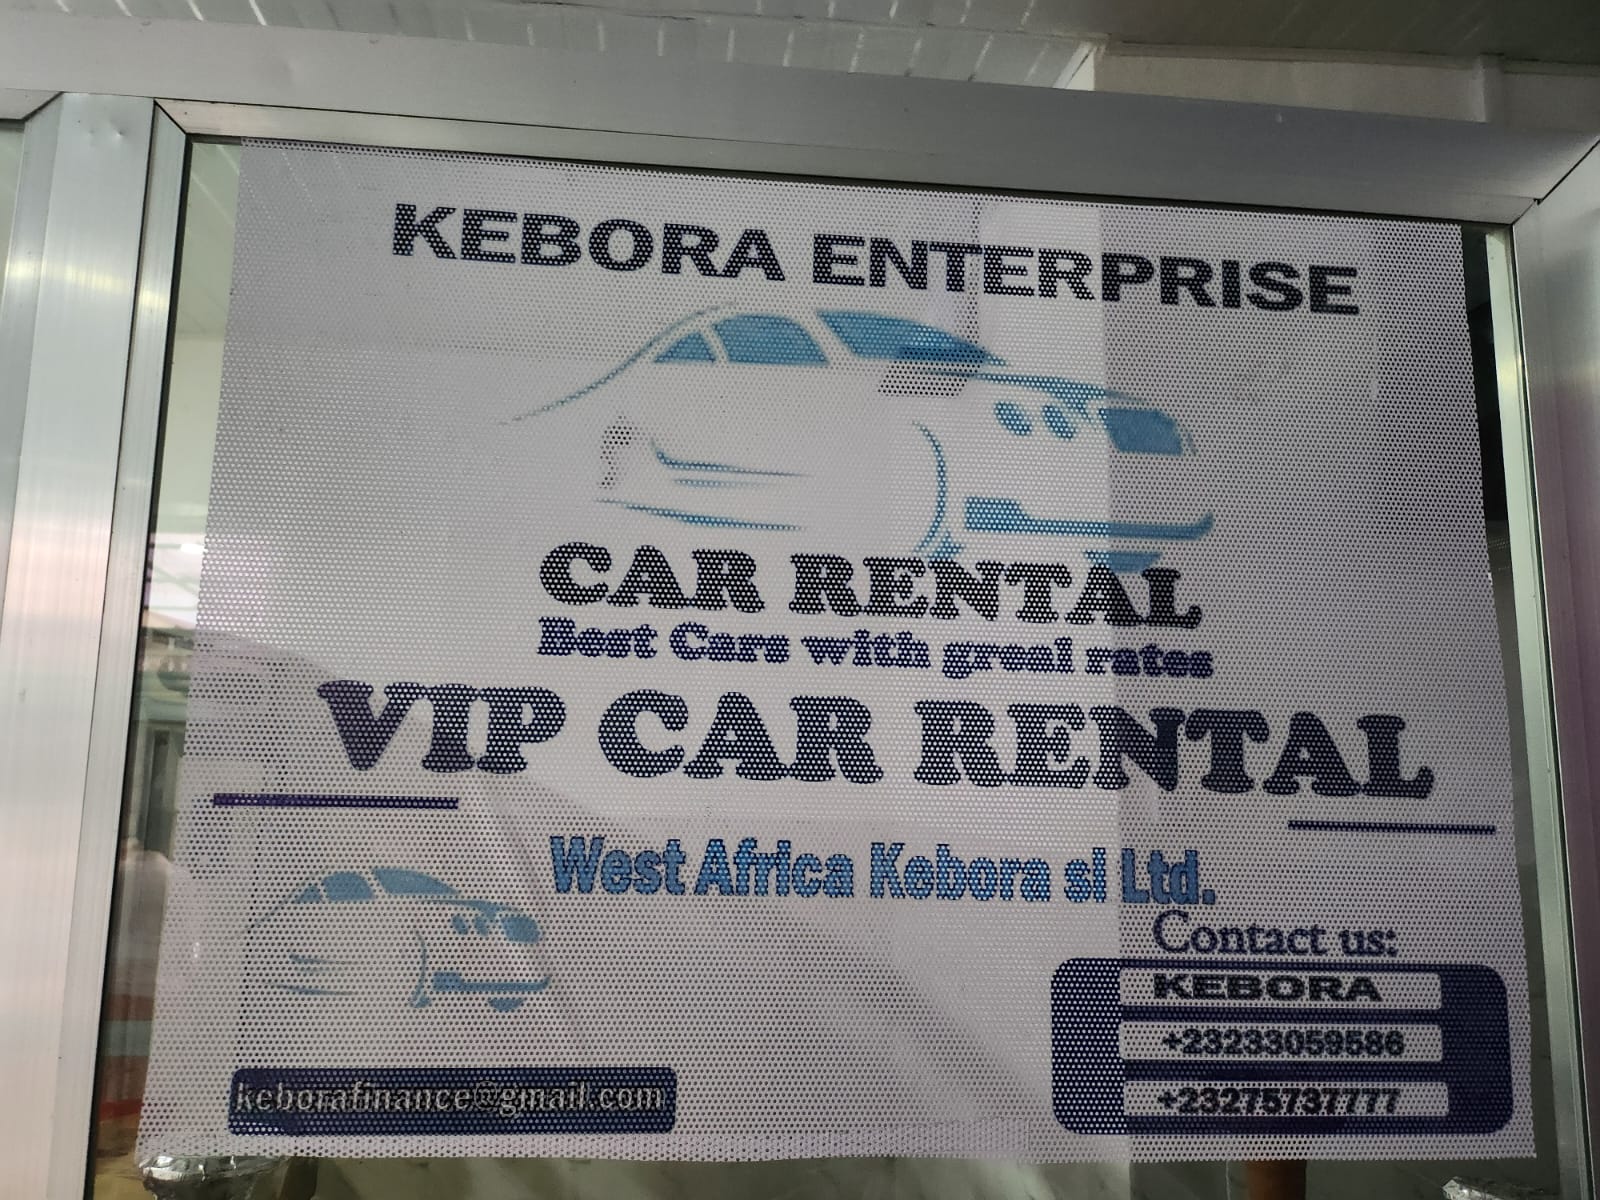 KEBORA ENTERPRISE
CAR RENTAL
Best Cars with greal rates
VIP CAR RENTAL
West Africa Kebora sl Ltd.
Contact us:
KEBORA
+23233059586
+23275737777
keborafinance@gmail.com